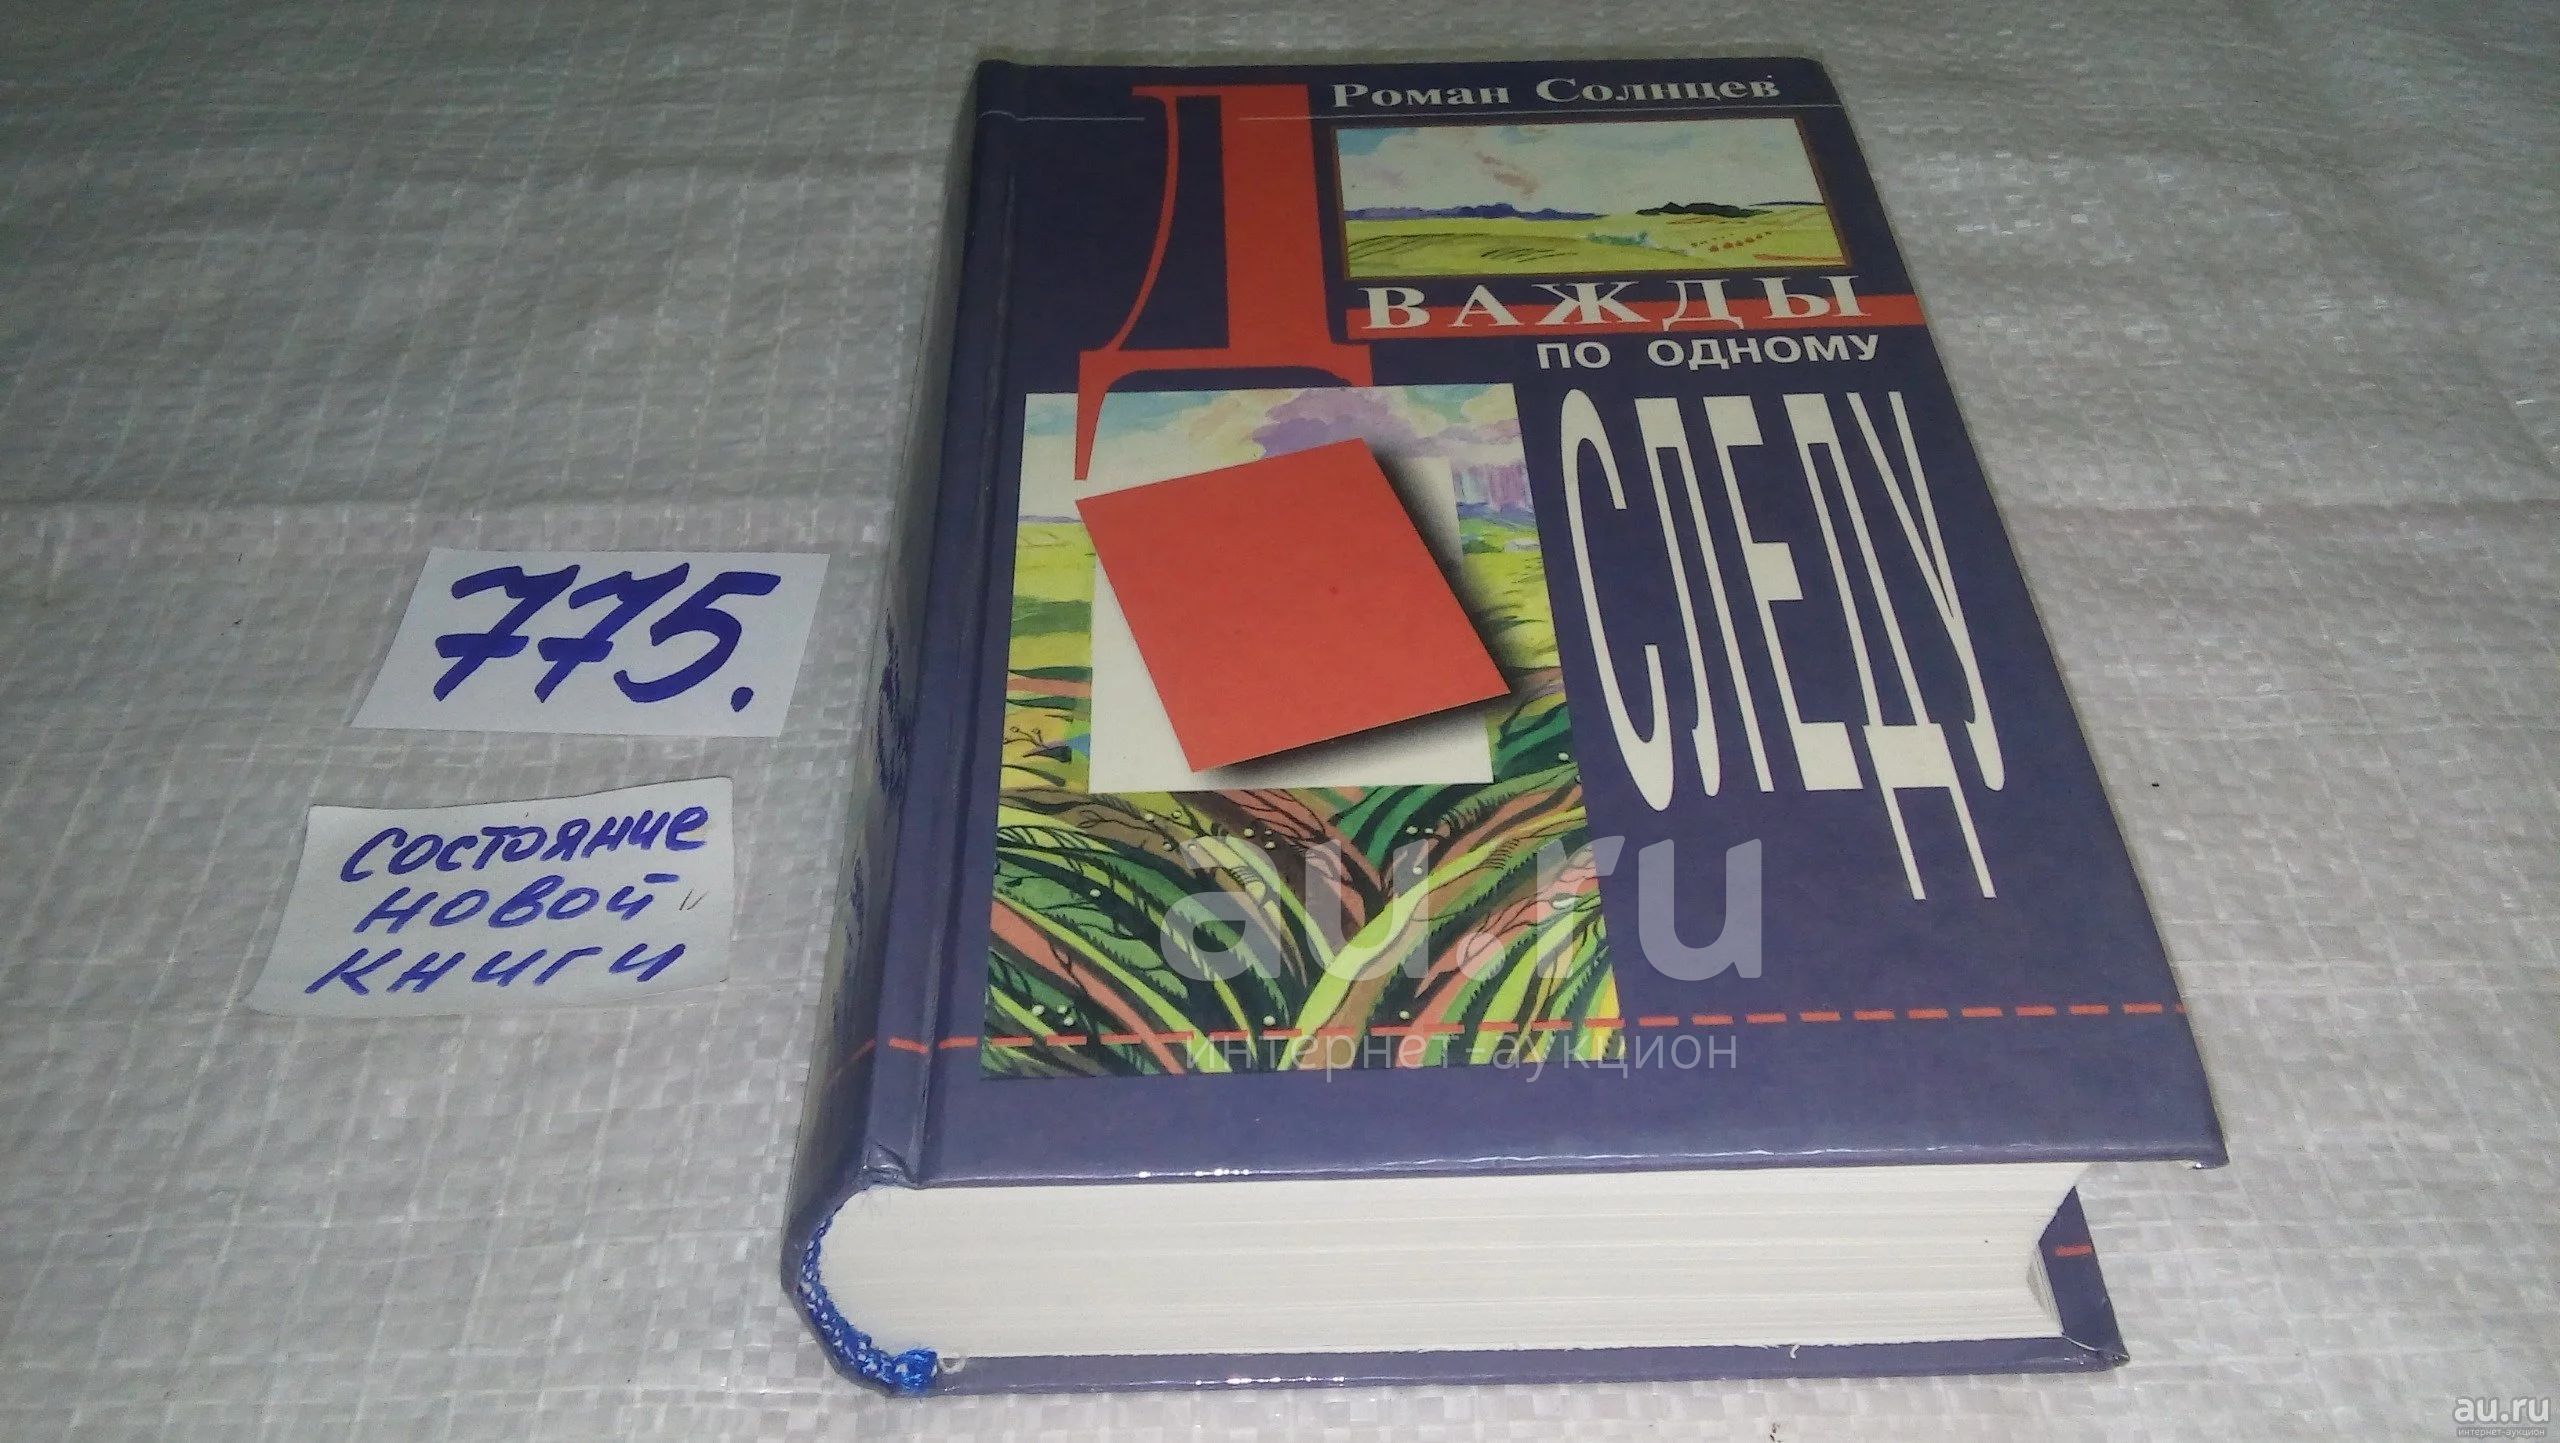 Роман Солнцев
ДВАЖДЫ
ПО ОДНОМУ
СЛЕДУ
775.
состояние
новой
книги
au.ru
интернет-аукцион
au.ru
интернет-аукцион